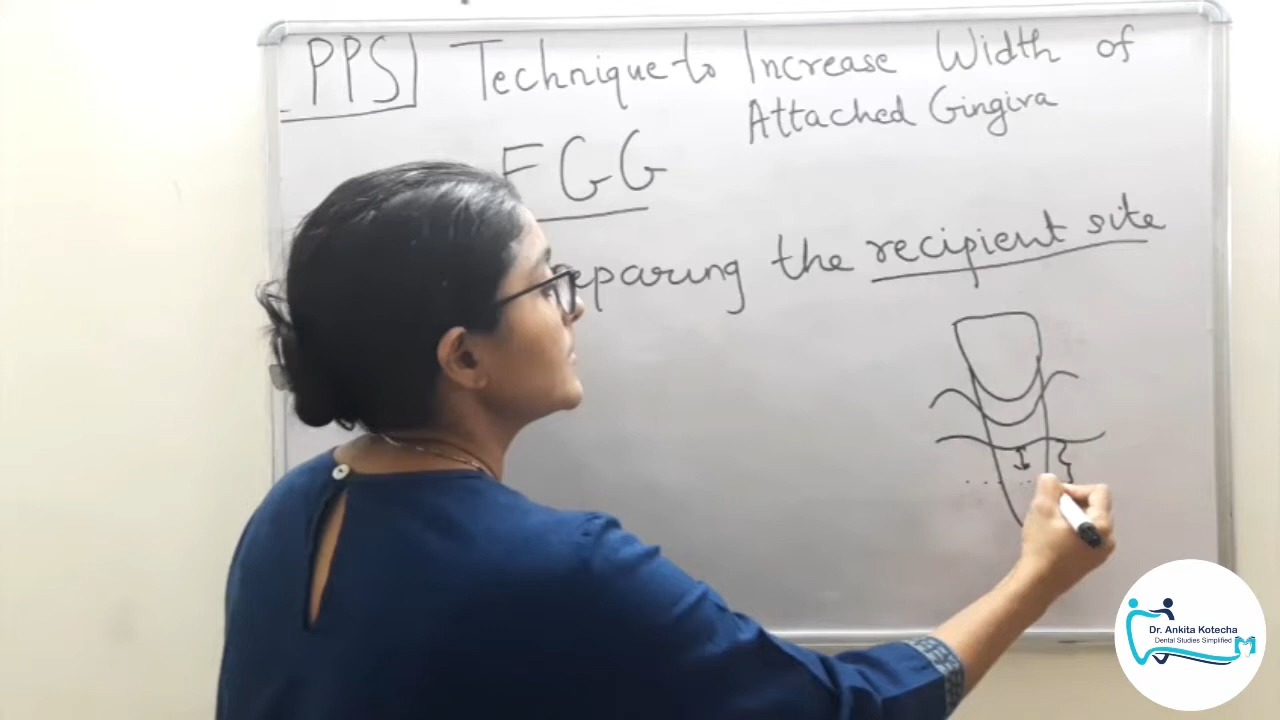 PPS Technique to Increase Width of
Attached Gingiva
FGG
eparing the recipient site
I
Dr. Ankita Kotecha
Dental Studies Simplified